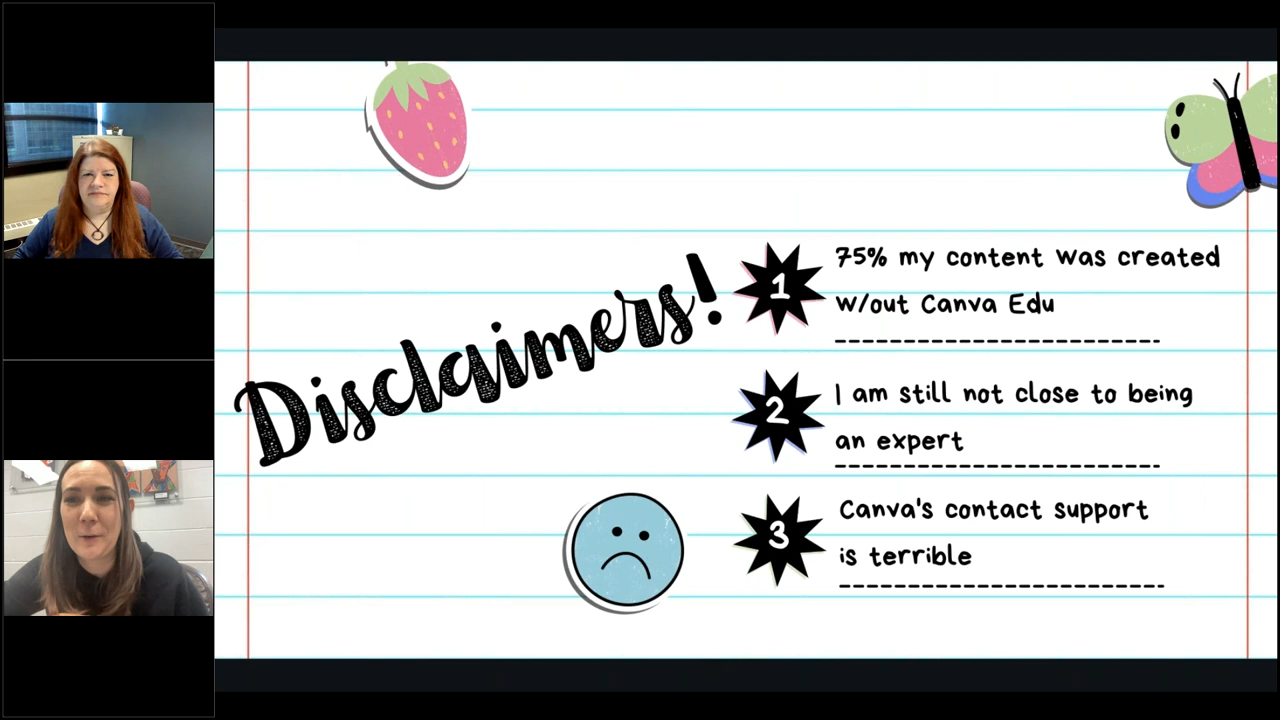 Disclaimers!
1
75% my content was created
w/out Canva Edu
2
I am still not close to being
an expert
3
Canva's contact support
is terrible